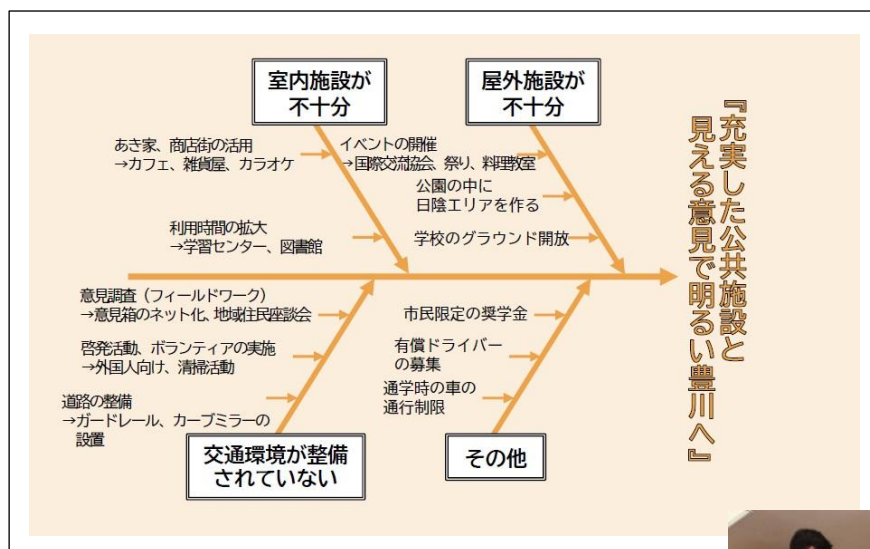 室内施設が
不十分
屋外施設が
不十分
あき家、商店街の活用
→カフェ、雑貨屋、カラオケ
利用時間の拡大
→学習センター、図書館
イベントの開催
→国際交流協会、祭り、料理教室
公園の中に
日陰エリアを作る
学校のグラウンド開放
意見調査（フィールドワーク）
→意見箱のネット化、地域住民座談会
啓発活動、ボランティアの実施
→外国人向け、清掃活動
道路の整備
→ガードレール、カーブミラーの
設置
交通環境が整備
されていない
市民限定の奨学金
有償ドライバー
の募集
通学時の車の
通行制限
その他
『充実した公共施設と
見える意見で明るい豊川へ』